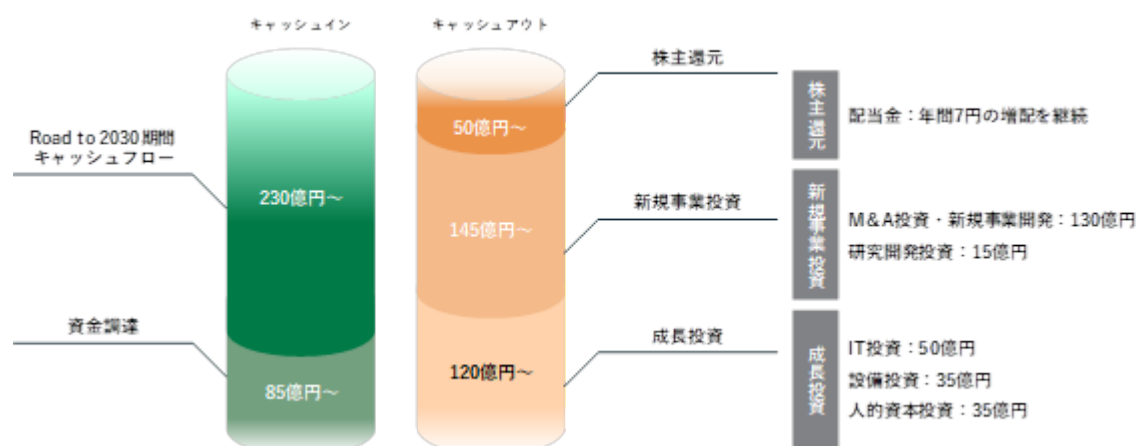 キャッシュイン
キャッシュアウト
Road to 2030 期間
キャッシュフロー
資金調達
230億円～
85億円～
50億円～
145億円～
120億円～
株主還元
新規事業投資
成長投資
株主還元
配当金：年間7円の増配を継続
新規事業投資
M&A投資・新規事業開発：130億円
研究開発投資：15億円
成長投資
IT投資：50億円
設備投資：35億円
人的資本投資：35億円